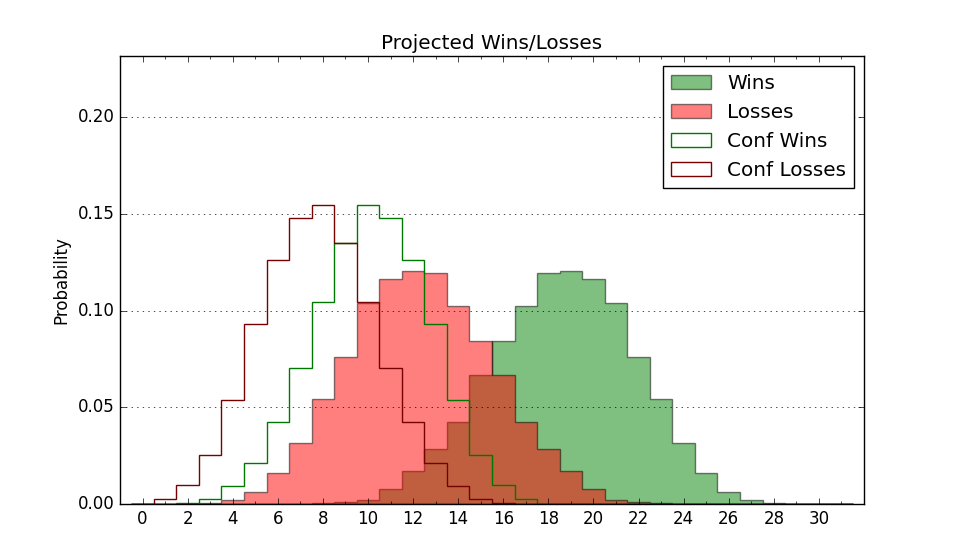 Projected Wins/Losses
Wins
Losses
Conf Wins
Conf Losses
Probability
0.20
0.15
0.10
0.05
0.00
0 2 4 6 8 10 12 14 16 18 20 22 24 26 28 30